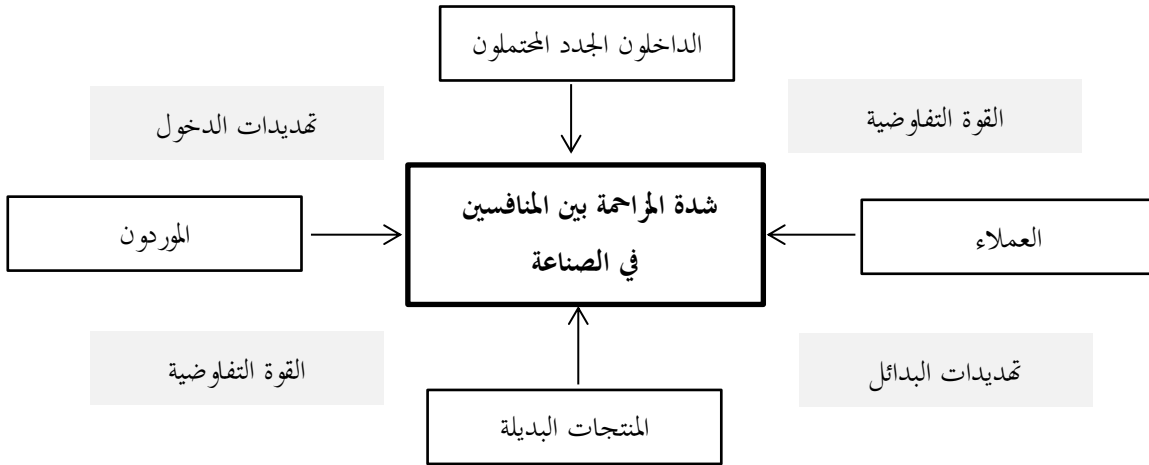 الداخلون الجدد المحتملون
القوة التفاوضية
تهديدات الدخول
شدة المزاحمة بين المنافسين
في الصناعة
العملاء
الموردون
تهديدات البدائل
القوة التفاوضية
المنتجات البديلة